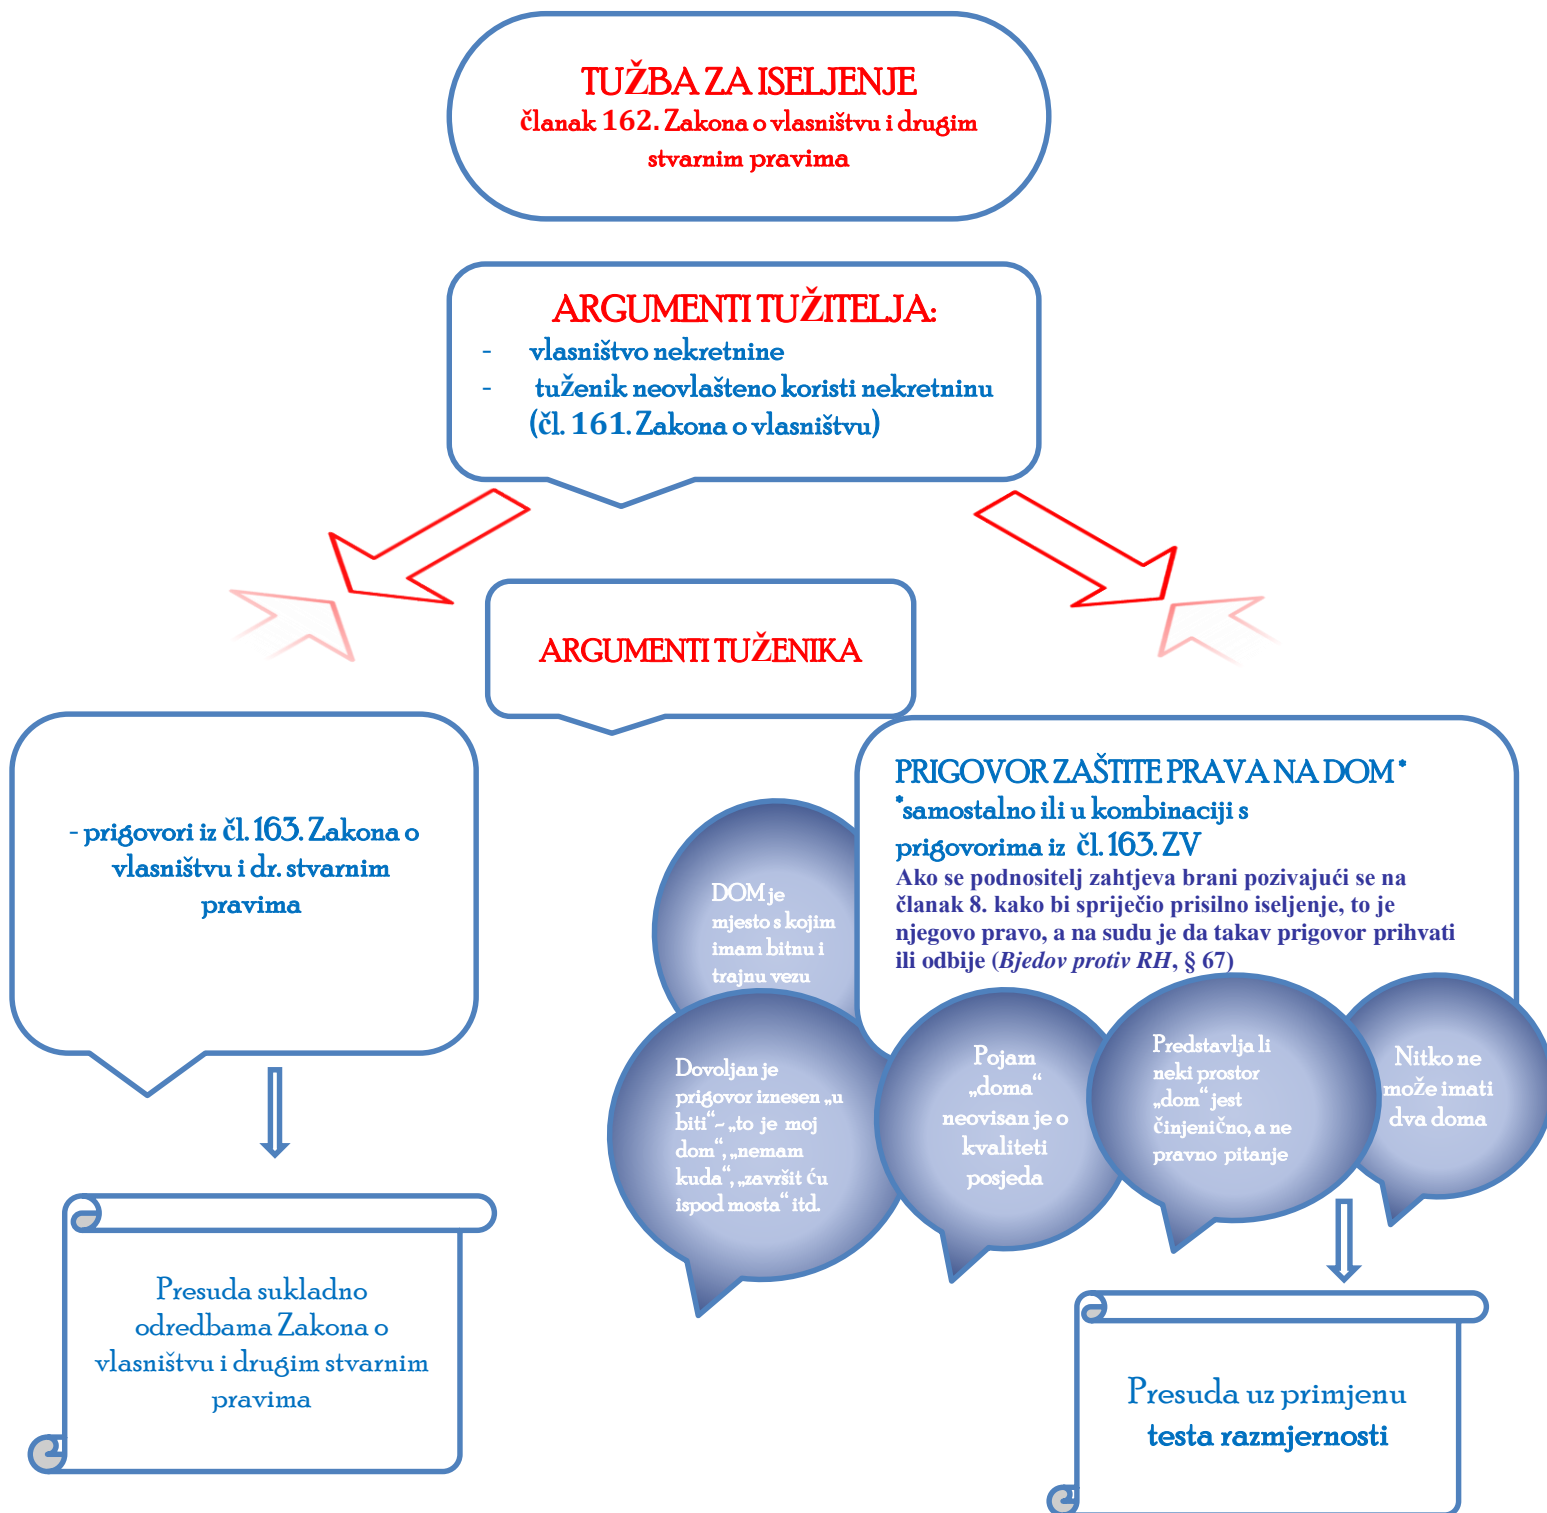 TUŽBA ZA ISELJENJE
članak 162. Zakona o vlasništvu i drugim
stvarnim pravima
ARGUMENTI TUŽITELJA:
- vlasništvo nekretnine
- tuženik neovlašteno koristi nekretninu
(čl. 161. Zakona o vlasništvu)
ARGUMENTI TUŽENIKA
- prigovori iz čl. 163. Zakona o
vlasništvu i dr. stvarnim
pravima
PRIGOVOR ZAŠTITE PRAVA NA DOM *
*samostalno ili u kombinaciji s
prigovorima iz čl. 163. ZV
Ako se podnositelj zahtjeva brani pozivajući se na
članak 8. kako bi spriječio prisilno iseljenje, to je
njegovo pravo, a na sudu je da takav prigovor prihvati
ili odbije (Bjedov protiv RH, § 67)
DOM je
mjesto s kojim
imam bitnu i
trajnu vezu
Dovoljan je
prigovor iznesen „u
biti“- „to je moj
dom“, „nemam
kuda“, „završit ću
ispod mosta“ itd.
Pojam
„doma“
neovisan je o
kvaliteti
posjeda
Predstavlja li
neki prostor
„dom“ jest
činjenično, a ne
pravno pitanje
Nitko ne
može imati
dva doma
Presuda sukladno
odredbama Zakona o
vlasništvu i drugim stvarnim
pravima
Presuda uz primjenu
testa razmjernosti